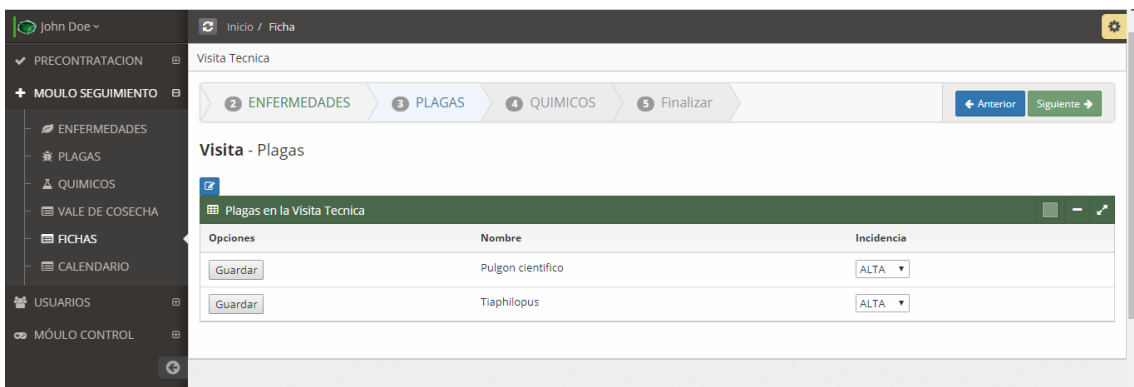 John Doe
Inicio / Ficha
PRECONTRATACION
MOULO SEGUIMIENTO
ENFERMEDADES
PLAGAS
QUIMICOS
VALE DE COSECHA
FICHAS
CALENDARIO
USUARIOS
MÓULO CONTROL
Visita Tecnica
2 ENFERMEDADES 3 PLAGAS 4 QUIMICOS 5 Finalizar
Anterior Siguiente
Visita - Plagas
Plagas en la Visita Tecnica
Opciones Nombre Incidencia
Guardar Pulgon cientifico ALTA
Guardar Tiaphilopus ALTA